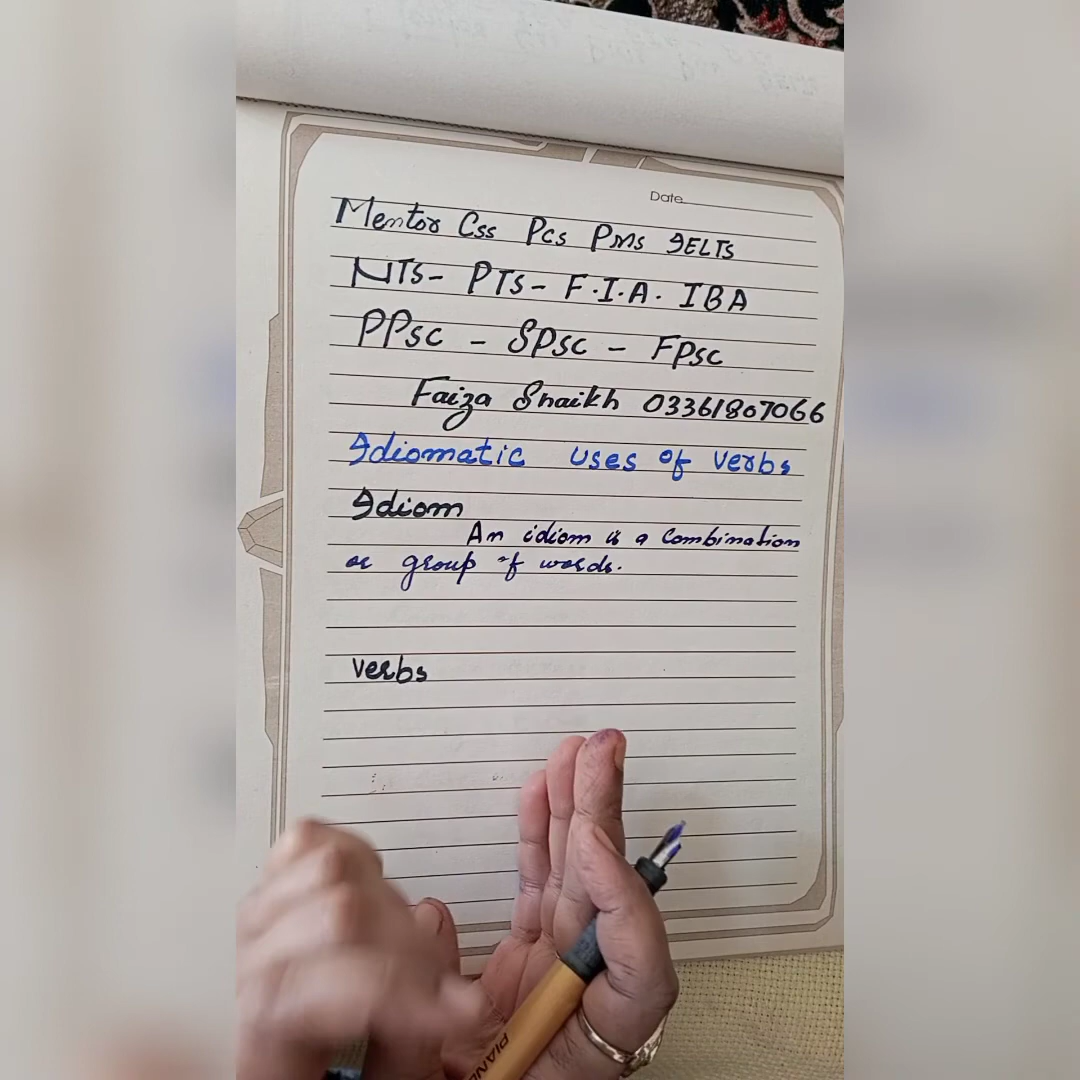 Date
Mentor Css Pcs PMs IELTS
NTS- PTS- F.I.A. IBA
PPsc - SPsc - FPsc
Faiza Shaikh 03361807066
Idiomatic uses of verbs
Idiom
An idiom is a Combination
or group of words.
verbs
PIANO